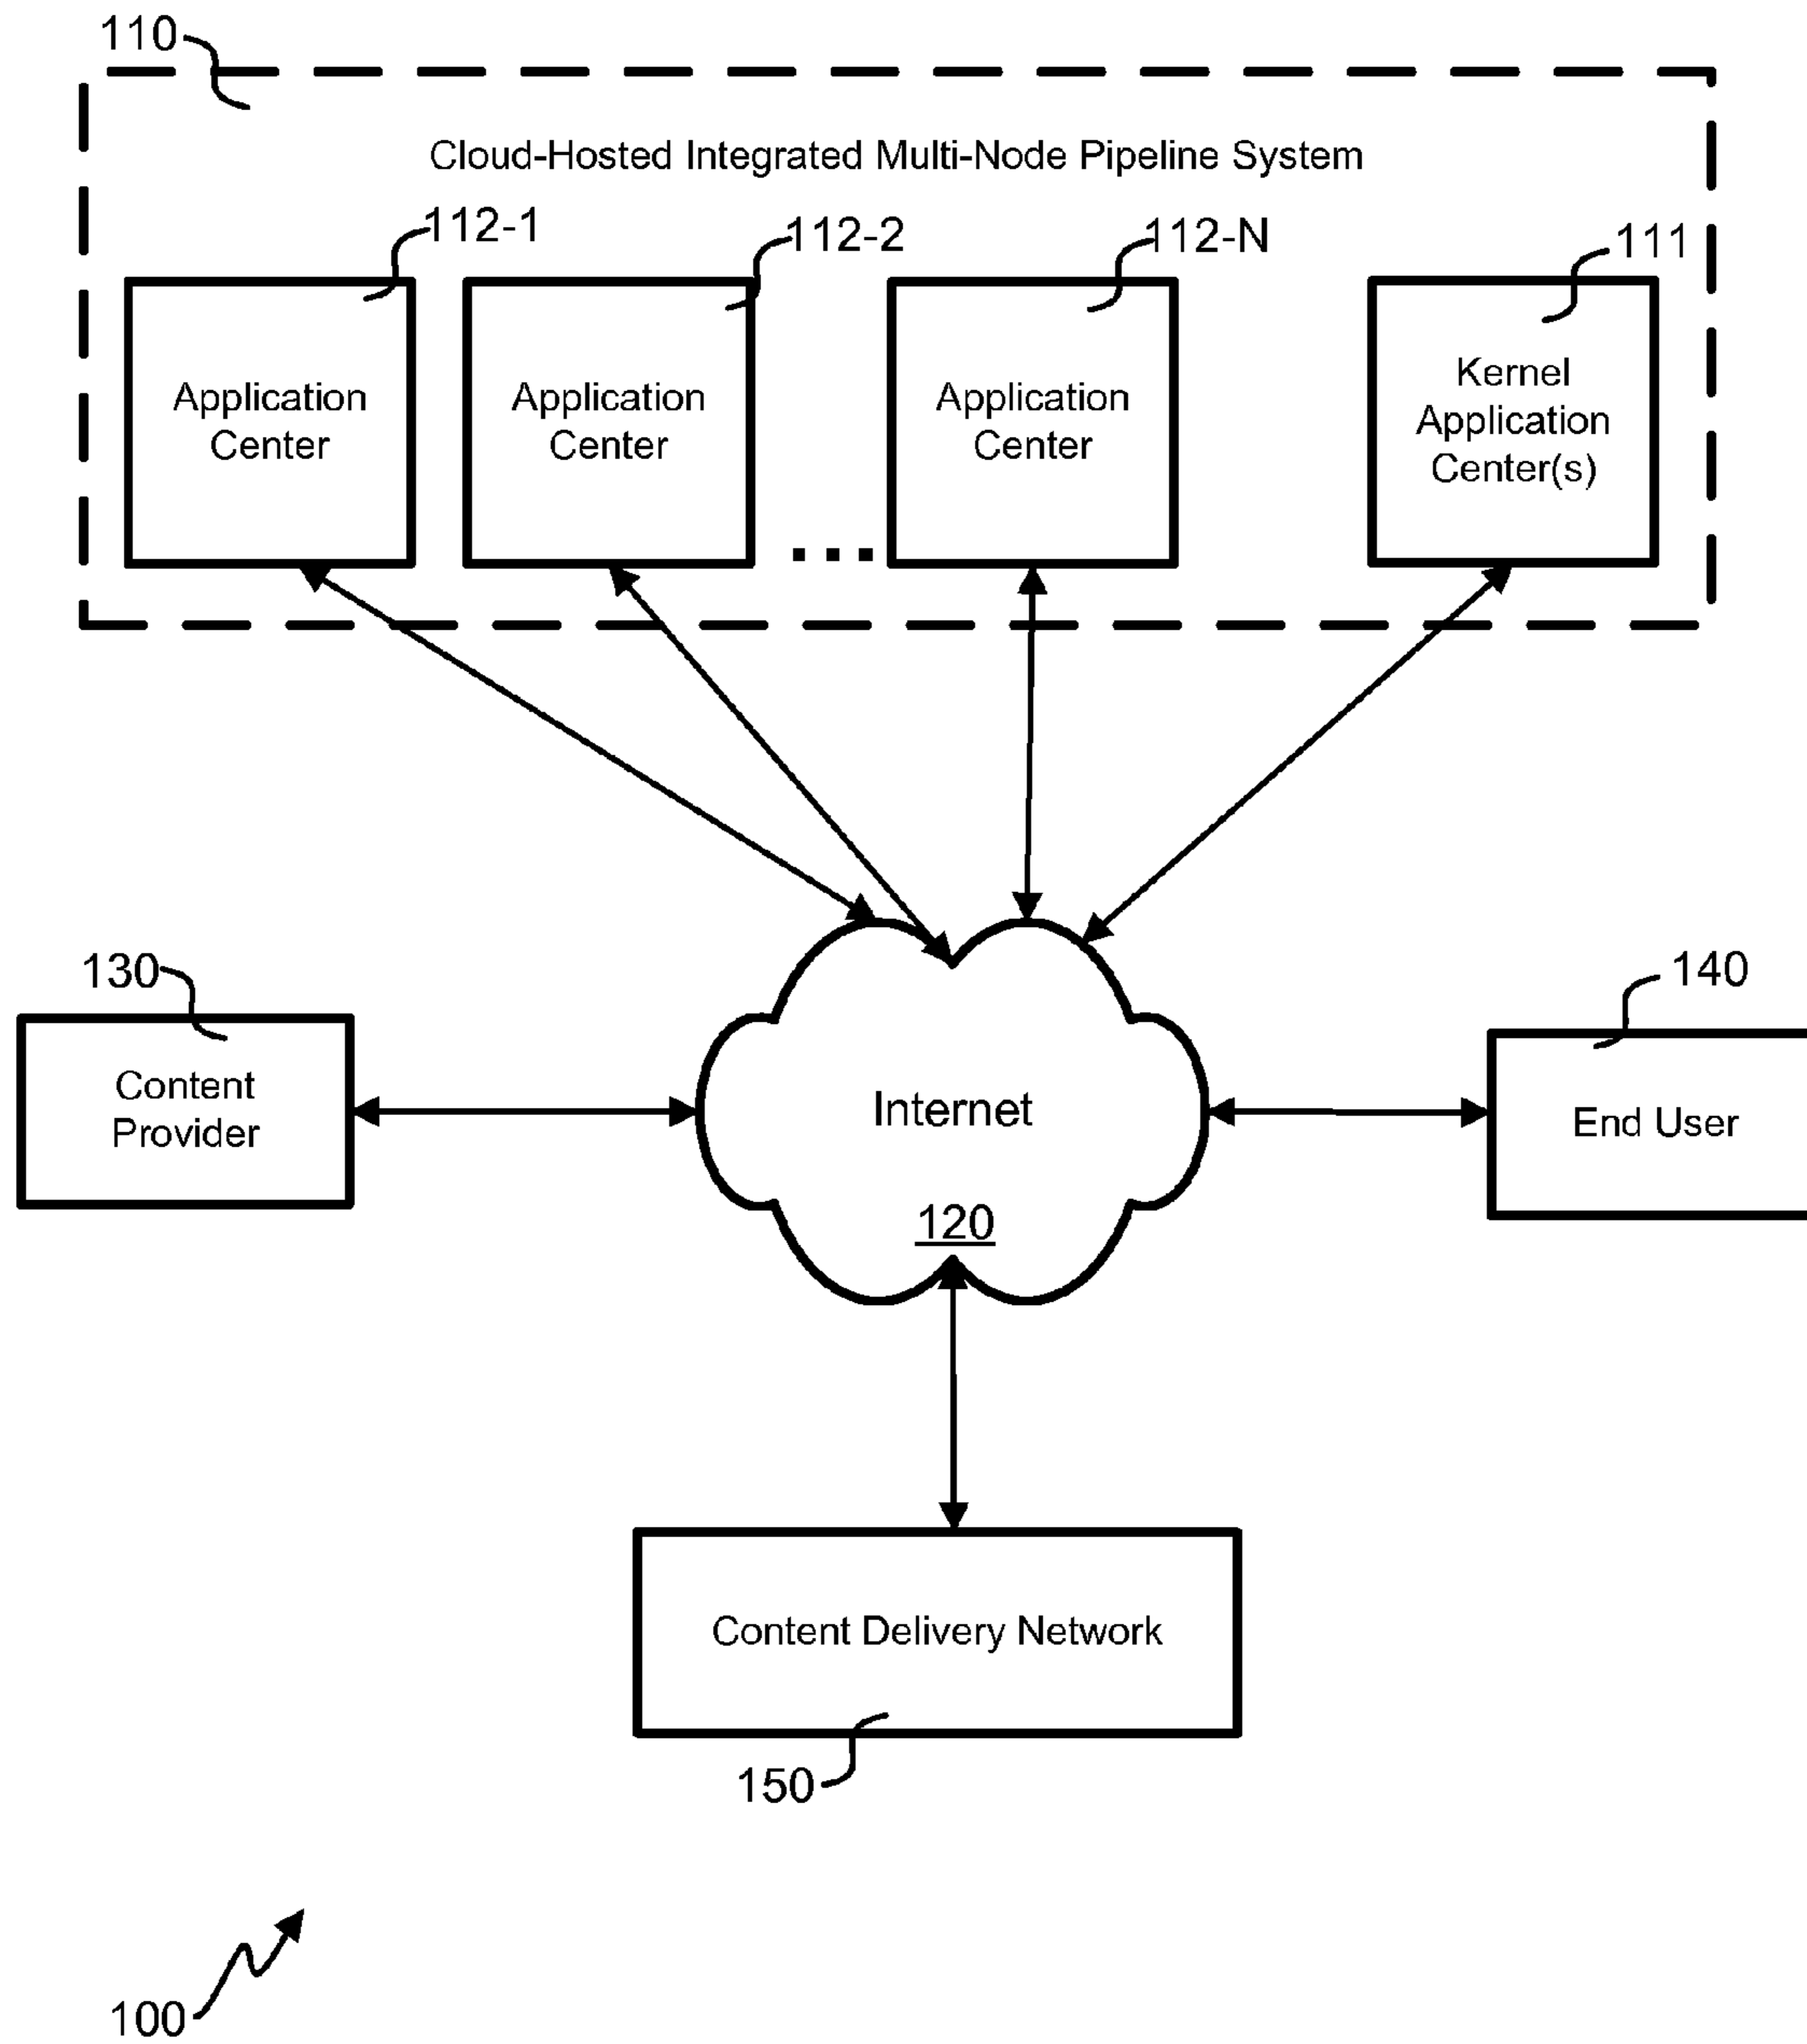 110
Cloud-Hosted Integrated Multi-Node Pipeline System
112-1
112-2
112-N
111
Application
Center
Application
Center
...
Application
Center
Kernel
Application
Center(s)
130
Content
Provider
Internet
120
140
End User
Content Delivery Network
150
100